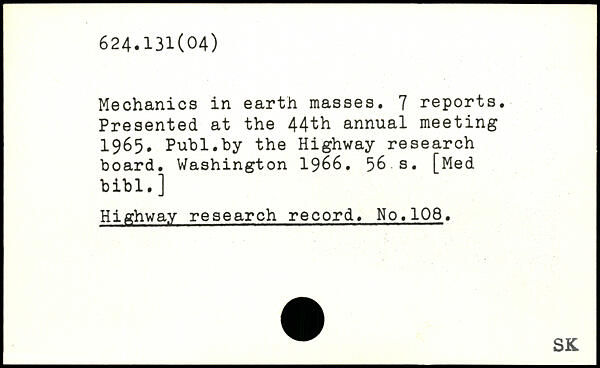 624.131(04)
Mechanics in earth masses. 7 reports.
Presented at the 44th annual meeting
1965. Publ.by the Highway research
board. Washington 1966. 56 s. [Med
bibl.]
Highway research record. No.108.
SK